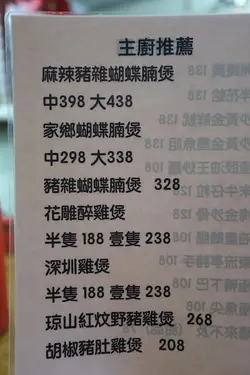 主廚推薦
麻辣豬雜蝴蝶腩煲
中398 大438
家鄉蝴蝶腩煲
中298 大338
豬雜蝴蝶腩煲 328
花雕醉雞煲
半隻 188 壹隻 238
深圳雞煲
半隻 188 壹隻 238
琼山紅炆野豬雞煲 268
胡椒豬肚雞煲 208